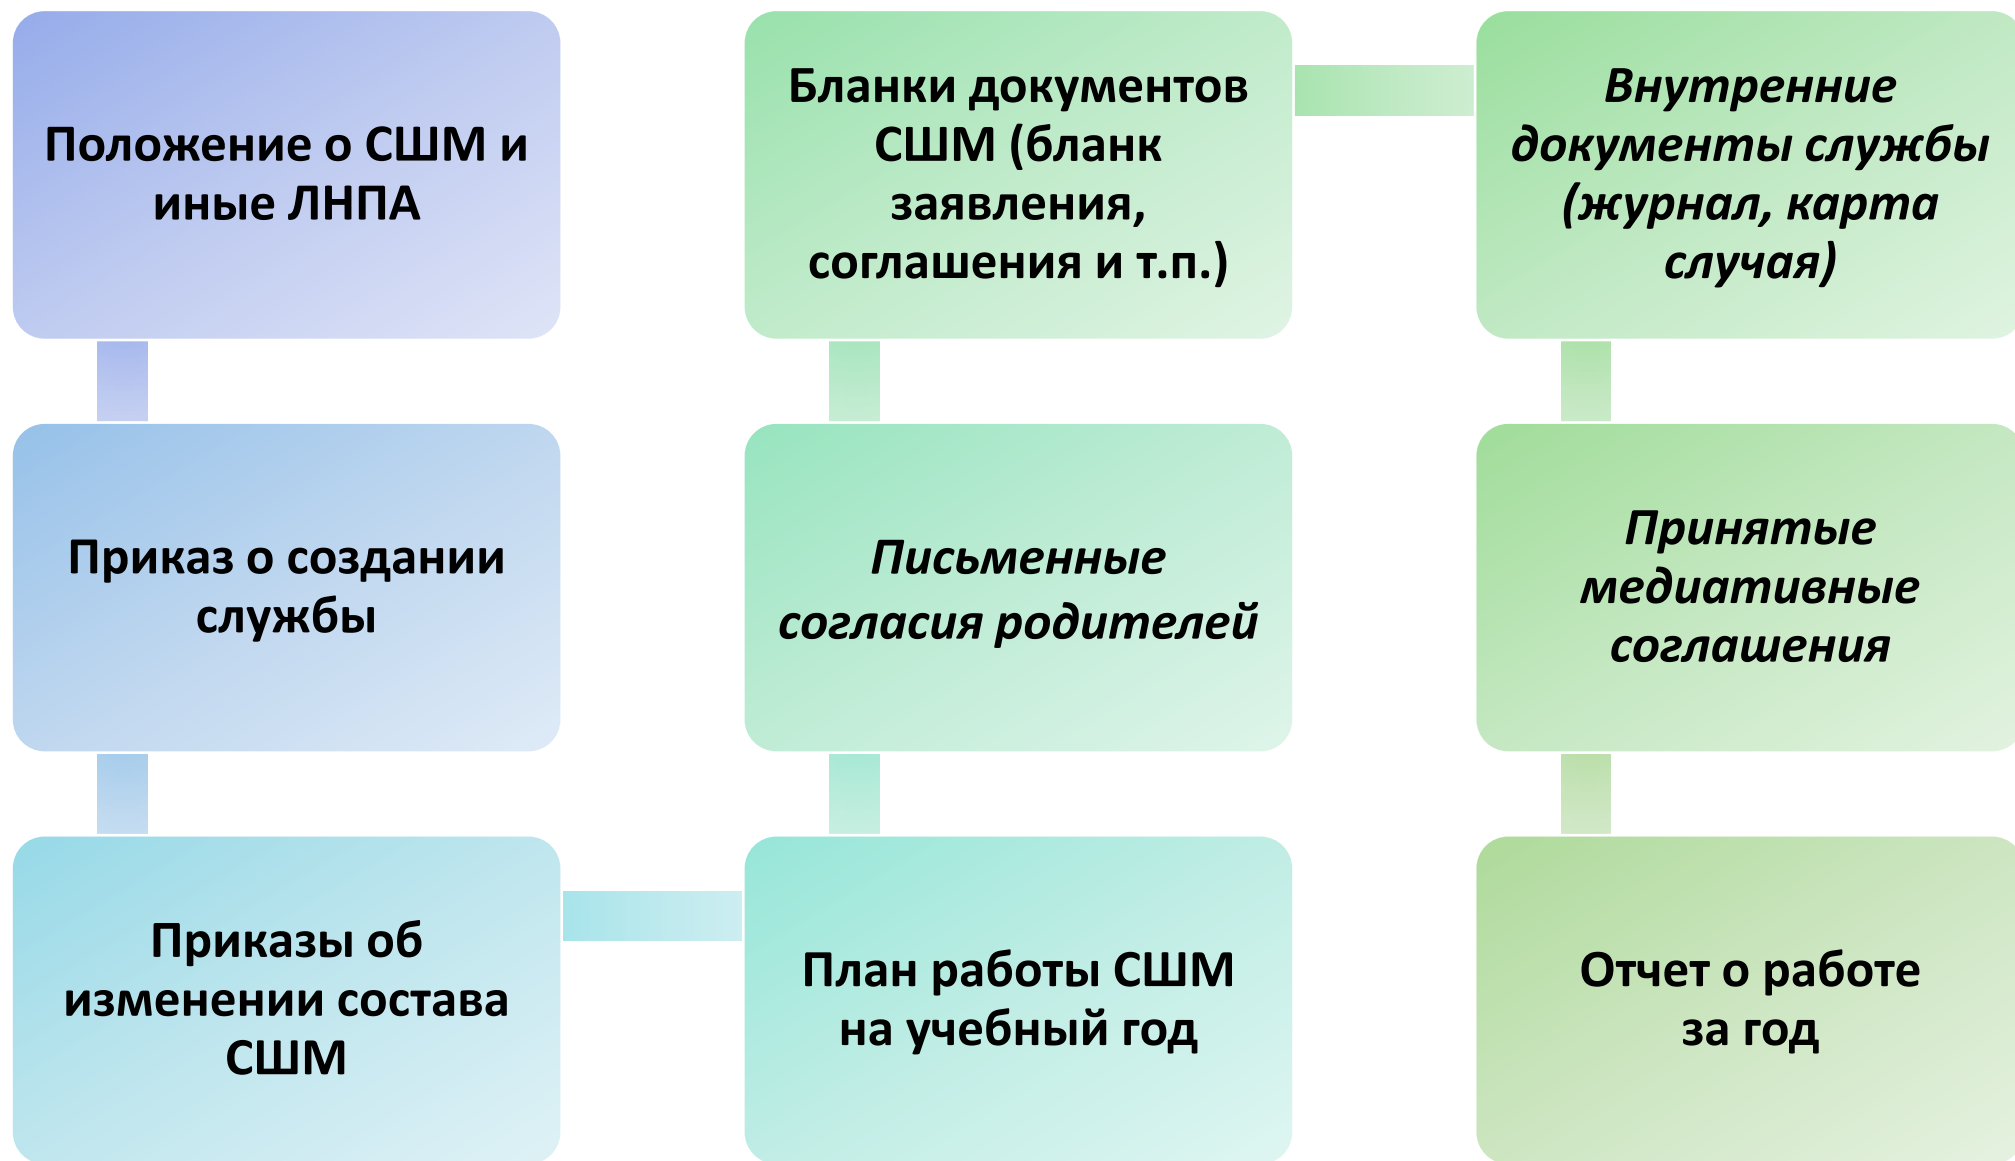 Положение о СШМ и
иные ЛНПА
Приказ о создании
службы
Приказы об
изменении состава
СШМ
План работы СШМ
на учебный год
Письменные
согласия родителей
Бланки документов
СШМ (бланк
заявления,
соглашения и т.п.)
Внутренние
документы службы
(журнал, карта
случая)
Принятые
медиативные
соглашения
Отчет о работе
за год